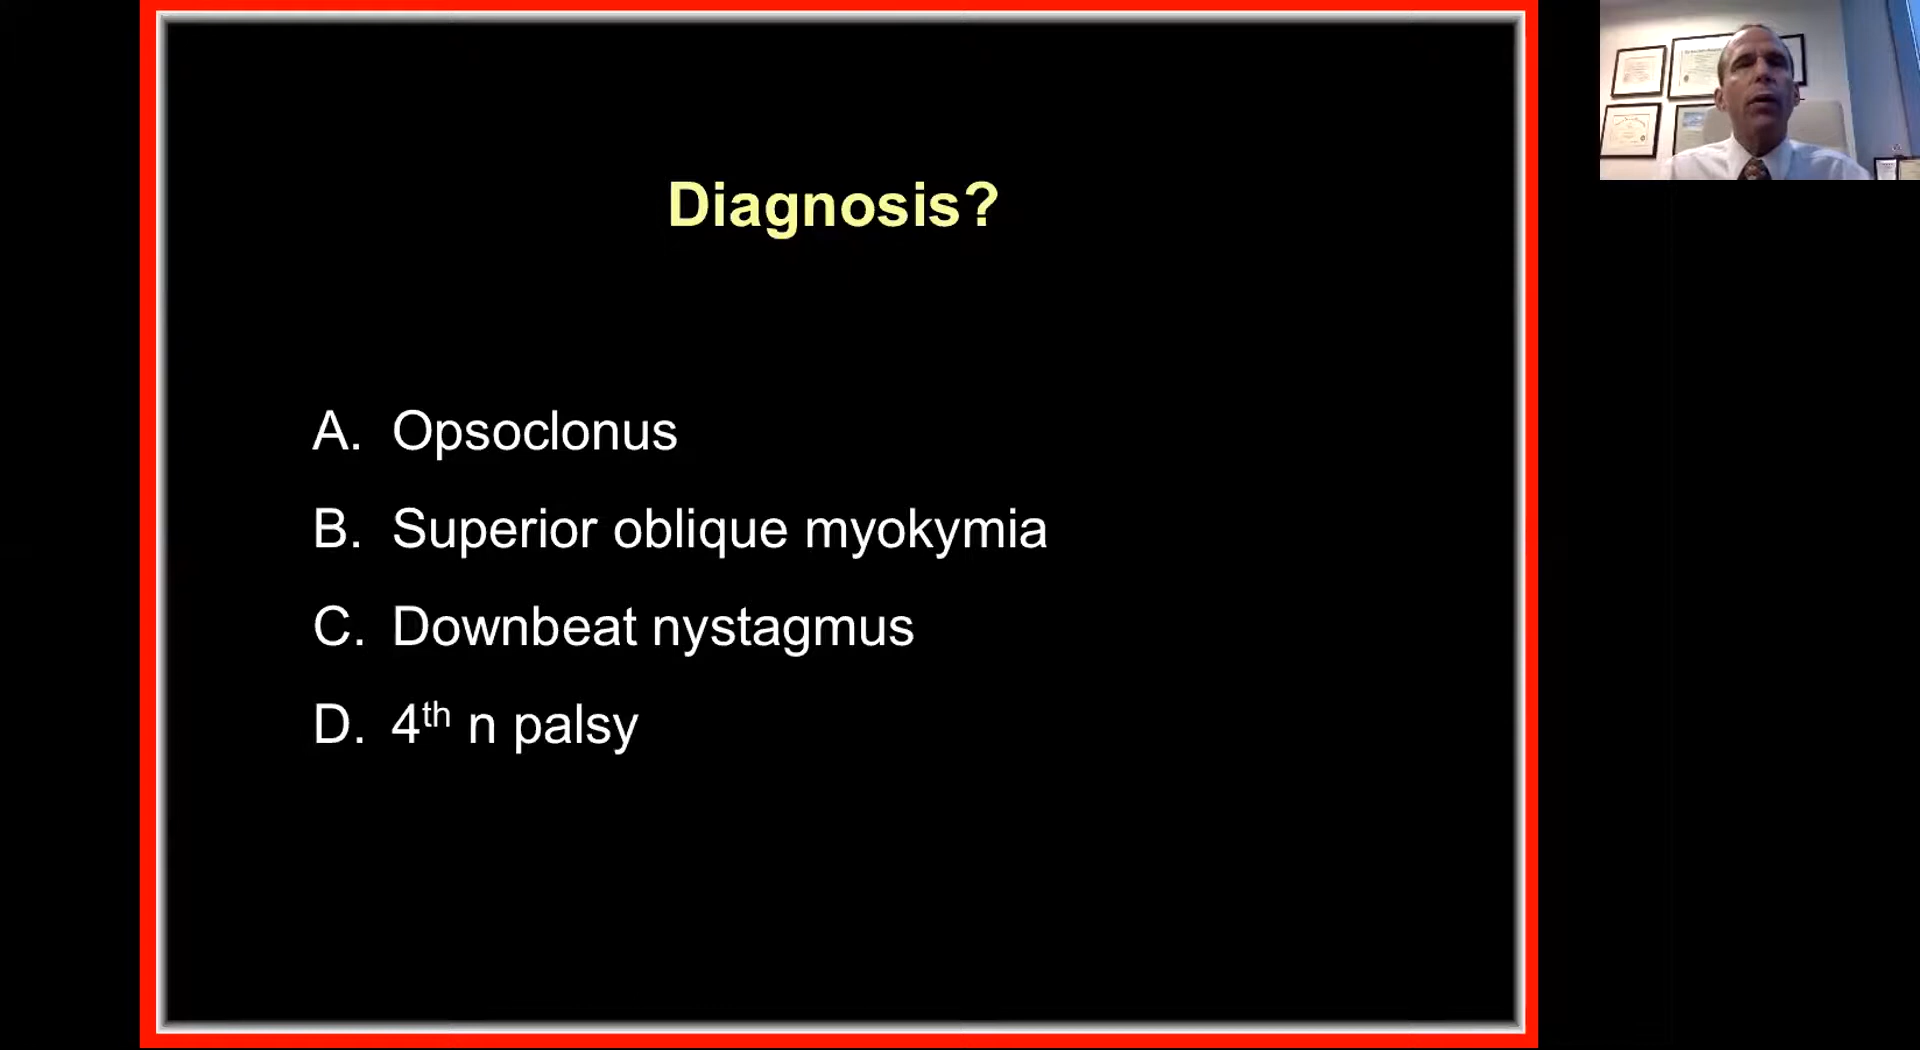 Diagnosis?
A. Opsoclonus
B. Superior oblique myokymia
C. Downbeat nystagmus
D. 4th n palsy